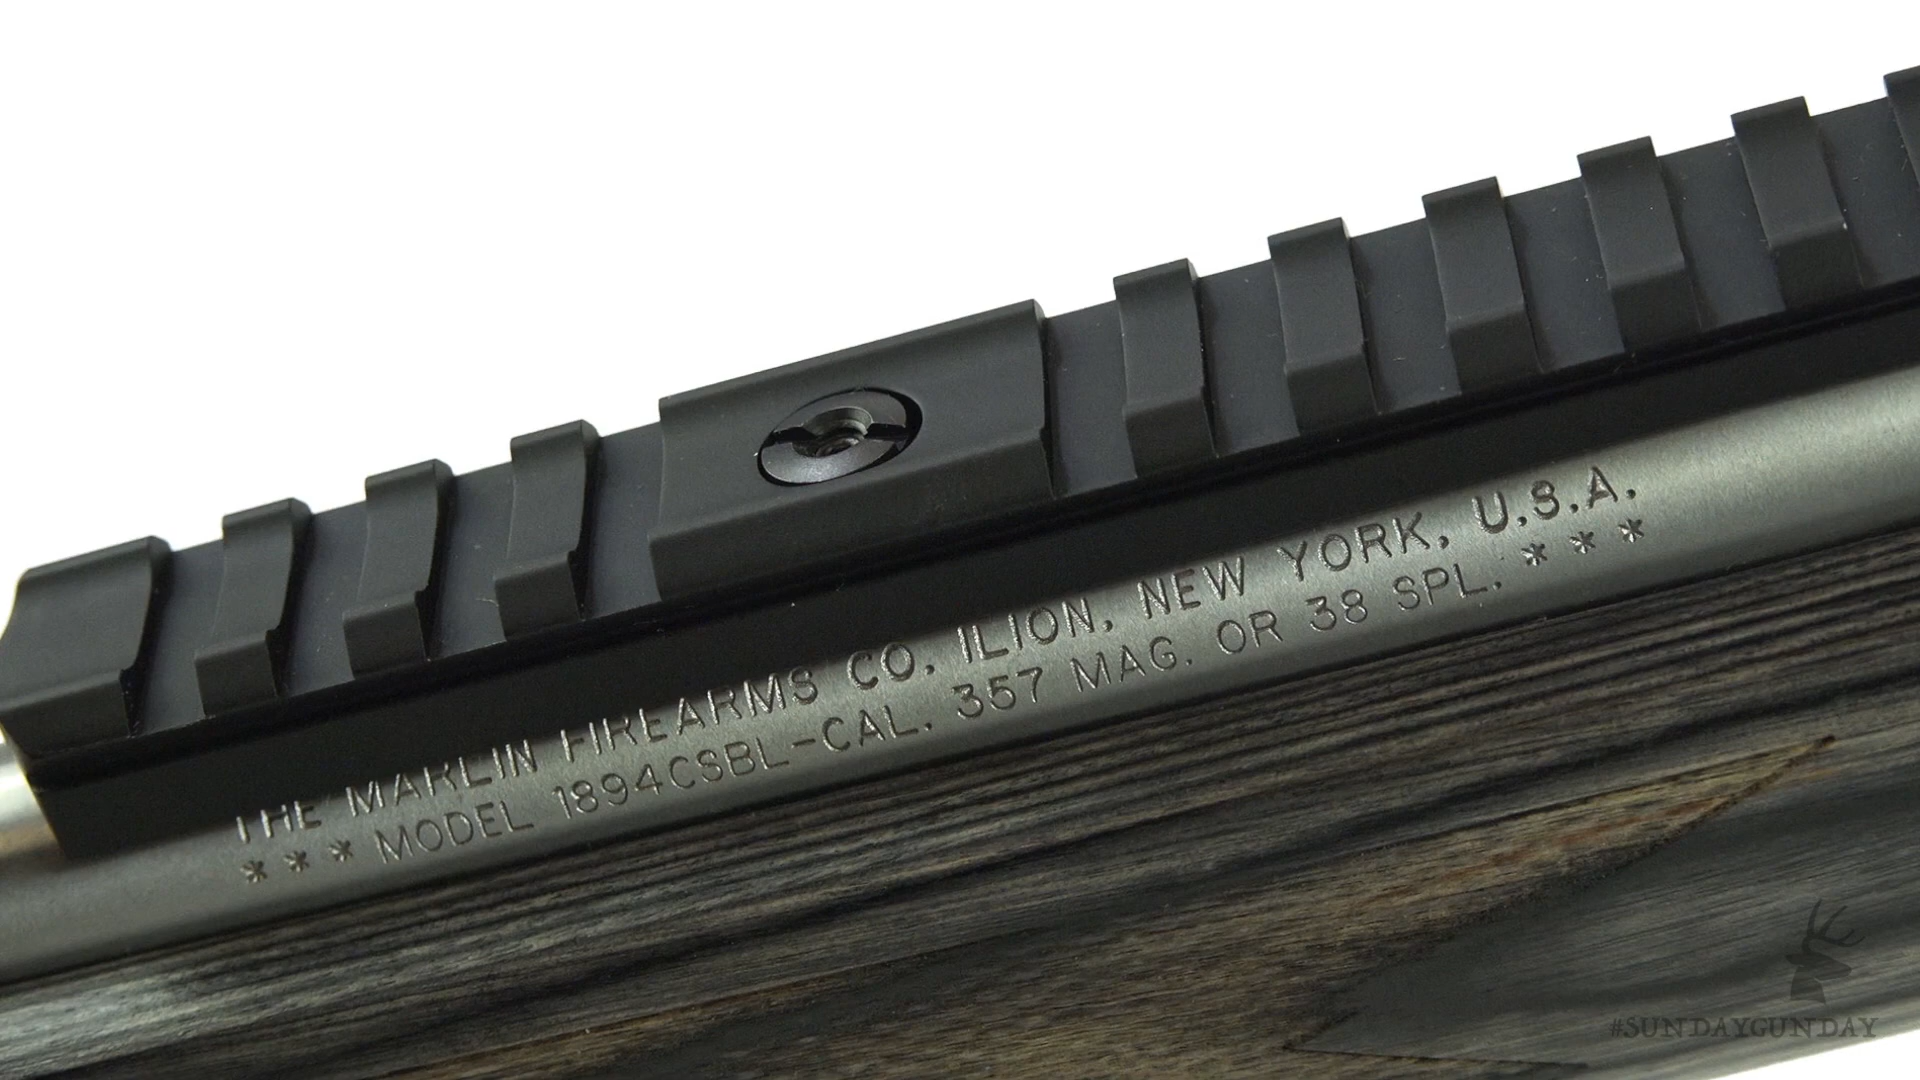 THE MARLIN FIREARMS CO. ILION, NEW YORK, U.S.A.
* * * MODEL 1894CSBL-CAL. 357 MAG. OR 38 SPL. * * *
#SUNDAYGUNDAY